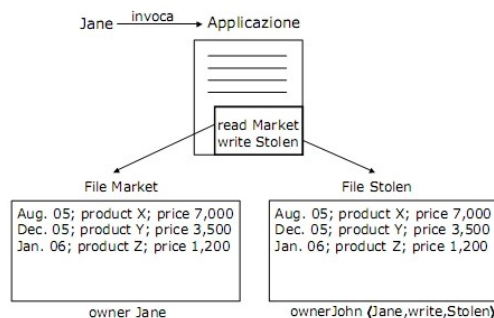 Jane invoca Applicazione
read Market
write Stolen
File Market
Aug. 05; product X; price 7,000
Dec. 05; product Y; price 3,500
Jan. 06; product Z; price 1,200
owner Jane
File Stolen
Aug. 05; product X; price 7,000
Dec. 05; product Y; price 3,500
Jan. 06; product Z; price 1,200
ownerJohn (Jane,write,Stolen)